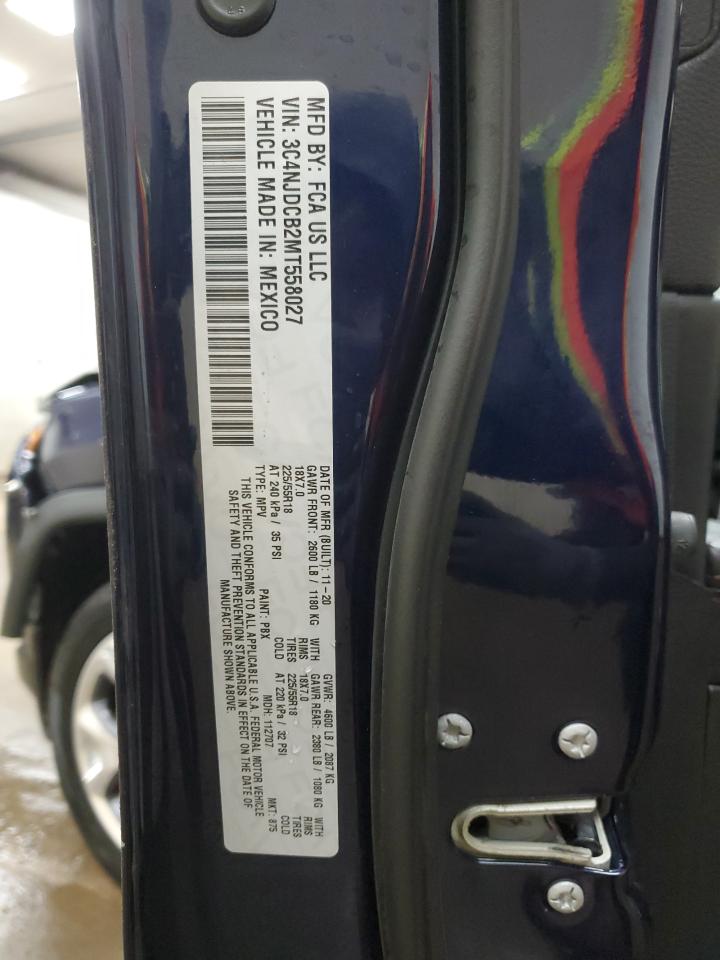 MFD BY: FCA US LLC
VIN: 3C4NJDCB2MT558027
VEHICLE MADE IN: MEXICO
DATE OF MFR (BUILT): 11-20 GVWR: 4600 LB / 2087 KG
GAWR FRONT: 2600 LB / 1180 KG WITH GAWR REAR: 2380 LB / 1080 KG WITH
18X7.0 RIMS 18X7.0 RIMS
225/55R18 TIRES 225/55R18 TIRES
AT 240 kPa / 35 PSI COLD AT 220 kPa / 32 PSI COLD
TYPE: MPV PAINT: PBX MDH: 112707 MKT: 875
THIS VEHICLE CONFORMS TO ALL APPLICABLE U.S.A. FEDERAL MOTOR VEHICLE
SAFETY AND THEFT PREVENTION STANDARDS IN EFFECT ON THE DATE OF
MANUFACTURE SHOWN ABOVE.